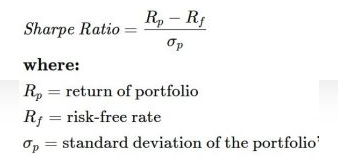 Sharpe Ratio = (R_p − R_f) / σ_p
where:
R_p = return of portfolio
R_f = risk-free rate
σ_p = standard deviation of the portfolio'